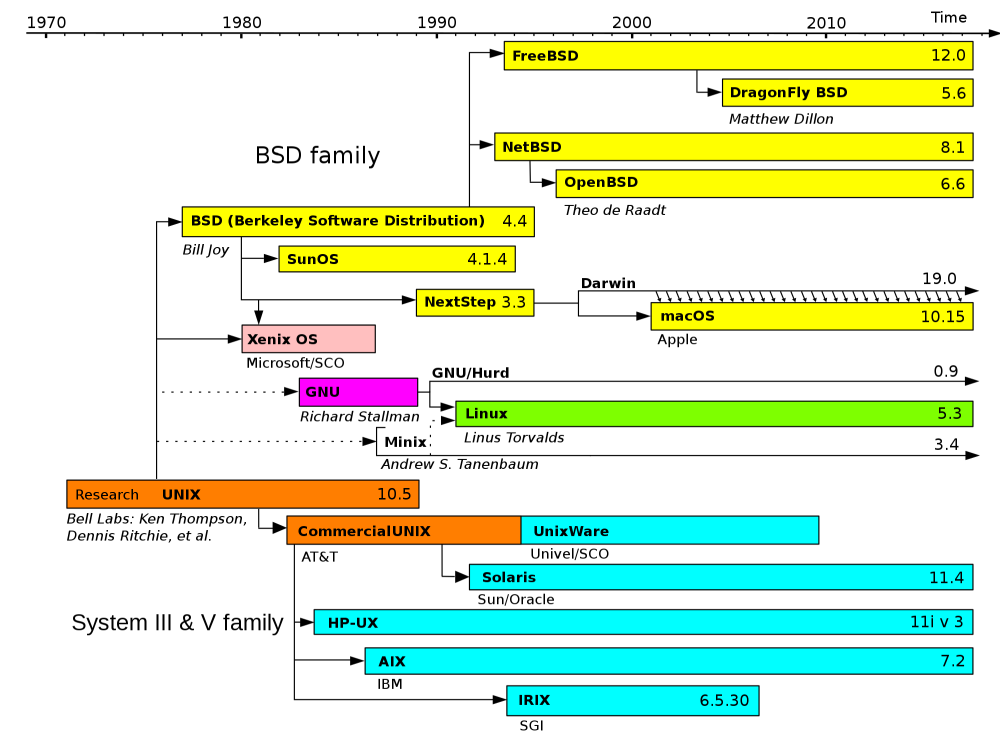 1970 1980 1990 2000 2010 Time
FreeBSD 12.0
DragonFly BSD 5.6
Matthew Dillon
BSD family
NetBSD 8.1
OpenBSD 6.6
Theo de Raadt
BSD (Berkeley Software Distribution) 4.4
Bill Joy
SunOS 4.1.4
Darwin 19.0
NextStep 3.3
macOS 10.15
Apple
Xenix OS
Microsoft/SCO
GNU/Hurd 0.9
GNU
Richard Stallman
Linux 5.3
Linus Torvalds
Minix 3.4
Andrew S. Tanenbaum
Research UNIX 10.5
Bell Labs: Ken Thompson,
Dennis Ritchie, et al.
CommercialUNIX UnixWare
AT&T Univel/SCO
Solaris 11.4
Sun/Oracle
System III & V family
HP-UX 11i v 3
AIX 7.2
IBM
IRIX 6.5.30
SGI